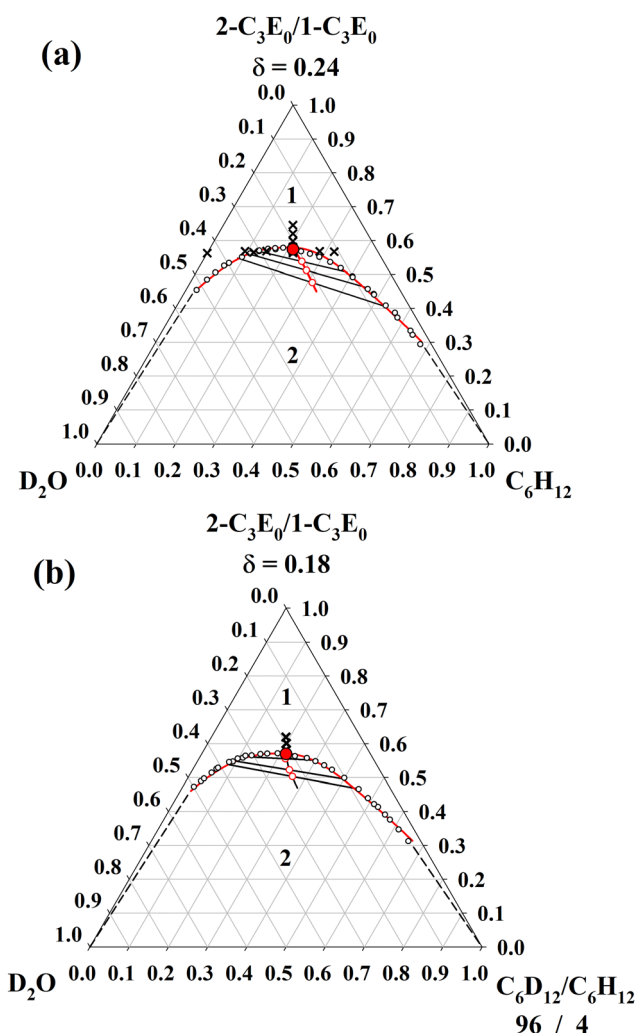 (a)
2-C₃E₀/1-C₃E₀
δ = 0.24
0.0 1.0
0.1 0.9
0.2 0.8
0.3 1 0.7
0.4 0.6
0.5 0.5
0.6 0.4
0.7 2 0.3
0.8 0.2
0.9 0.1
1.0 0.0
D₂O 0.0 0.1 0.2 0.3 0.4 0.5 0.6 0.7 0.8 1.0 C₆H₁₂
(b)
2-C₃E₀/1-C₃E₀
δ = 0.18
0.0 1.0
0.1 0.9
0.2 0.8
0.3 1 0.7
0.4 0.6
0.5 0.5
0.6 0.4
0.7 2 0.3
0.8 0.2
0.9 0.1
1.0 0.0
D₂O 0.0 0.1 0.2 0.3 0.4 0.5 0.6 0.7 0.8 1.0 C₆D₁₂/C₆H₁₂
96 / 4